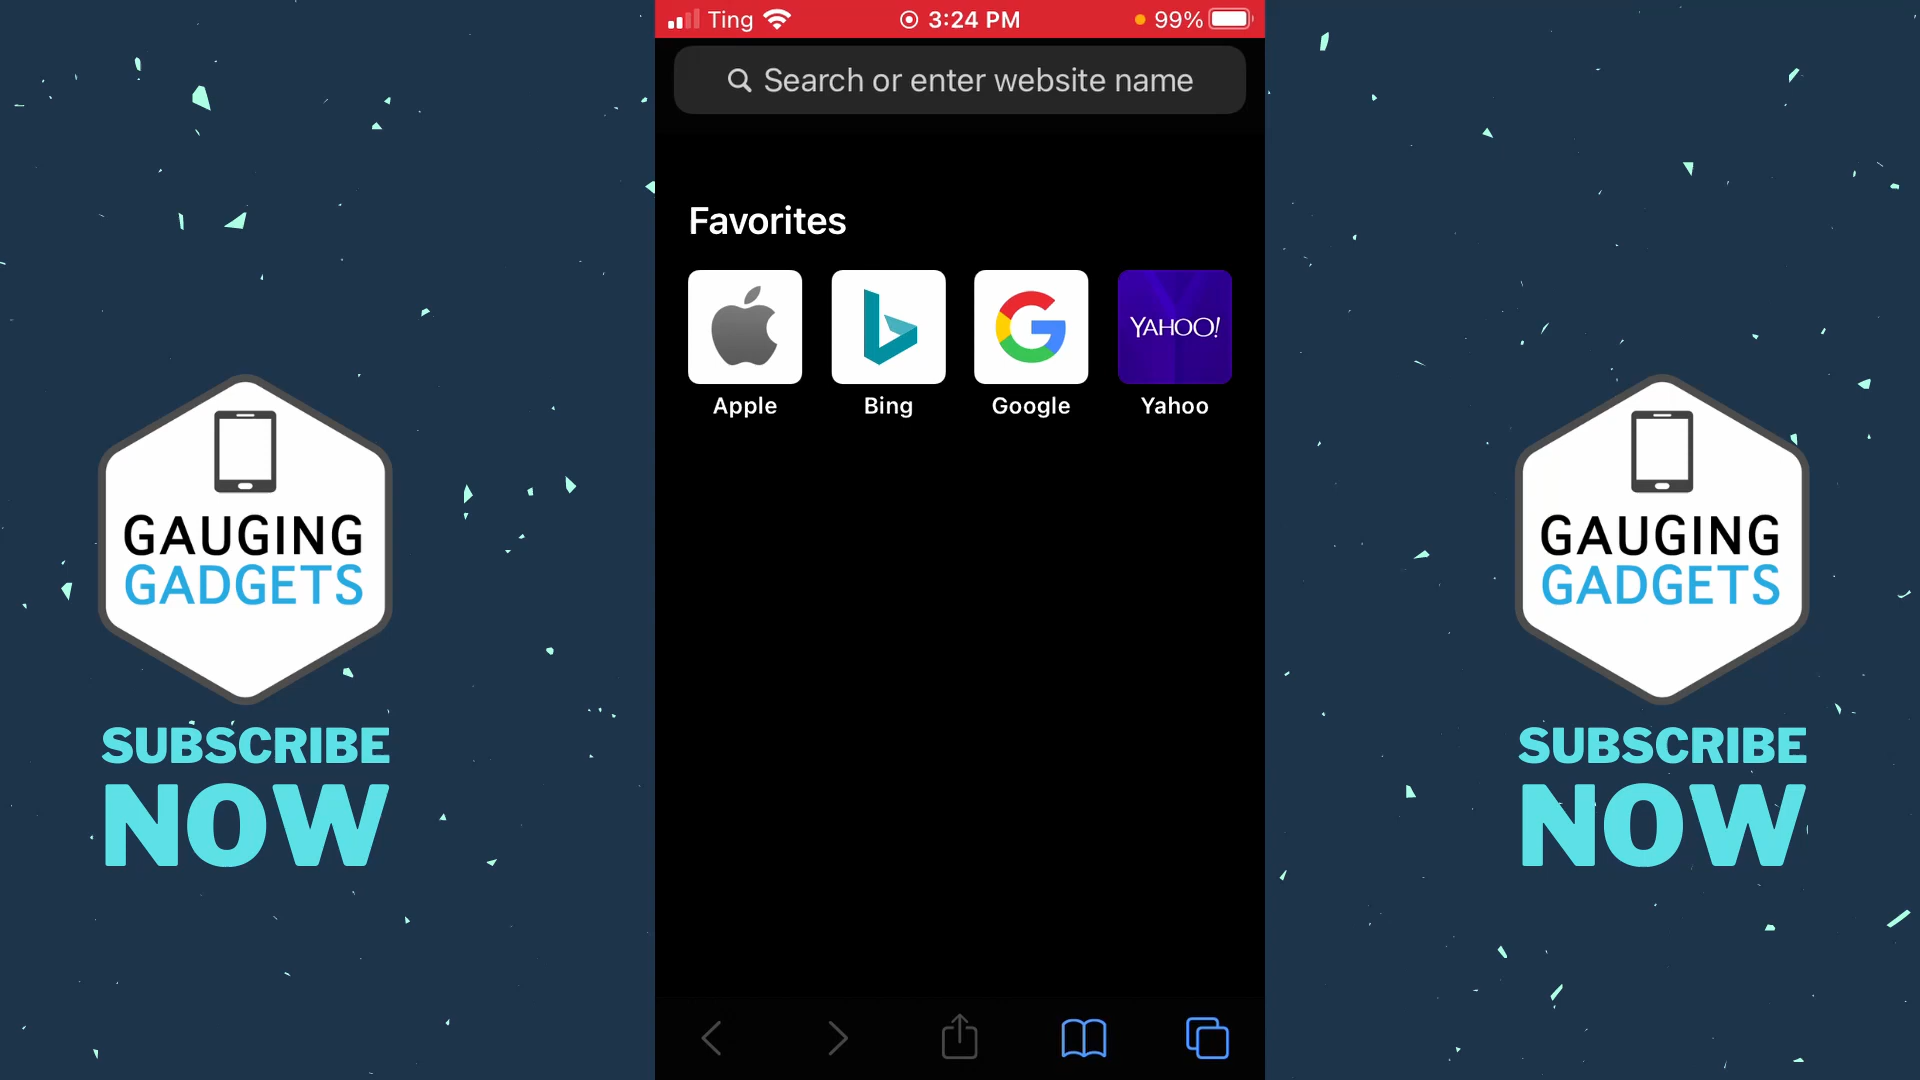 Ting
3:24 PM
99%
Search or enter website name
Favorites
YAHOO!
Apple
Bing
Google
Yahoo
GAUGING
GADGETS
SUBSCRIBE
NOW
GAUGING
GADGETS
SUBSCRIBE
NOW